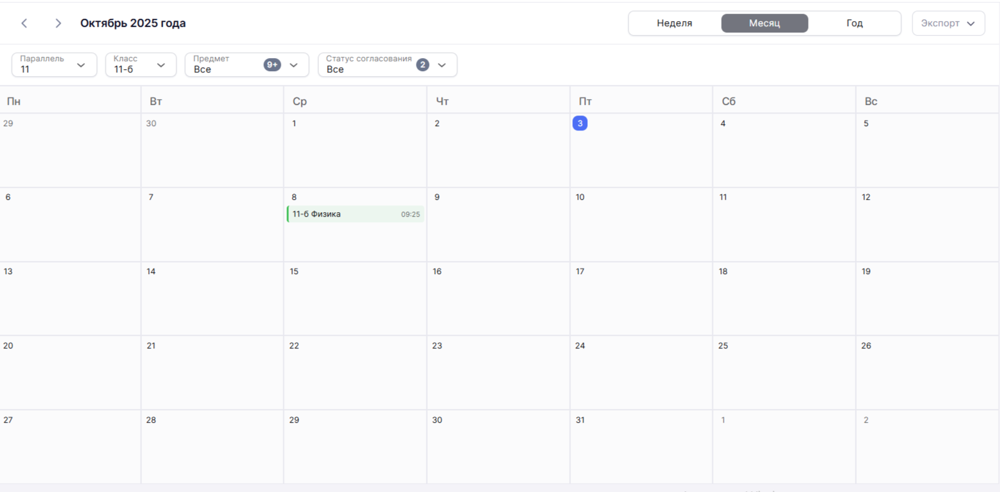 Октябрь 2025 года
Неделя Месяц Год Экспорт
Параллель
11
Класс
11-б
Предмет
Все
9+
Статус согласования
Все
2
Пн Вт Ср Чт Пт Сб Вс
29 30 1 2 3 4 5
6 7 8 9 10 11 12
11-б Физика 09:25
13 14 15 16 17 18 19
20 21 22 23 24 25 26
27 28 29 30 31 1 2